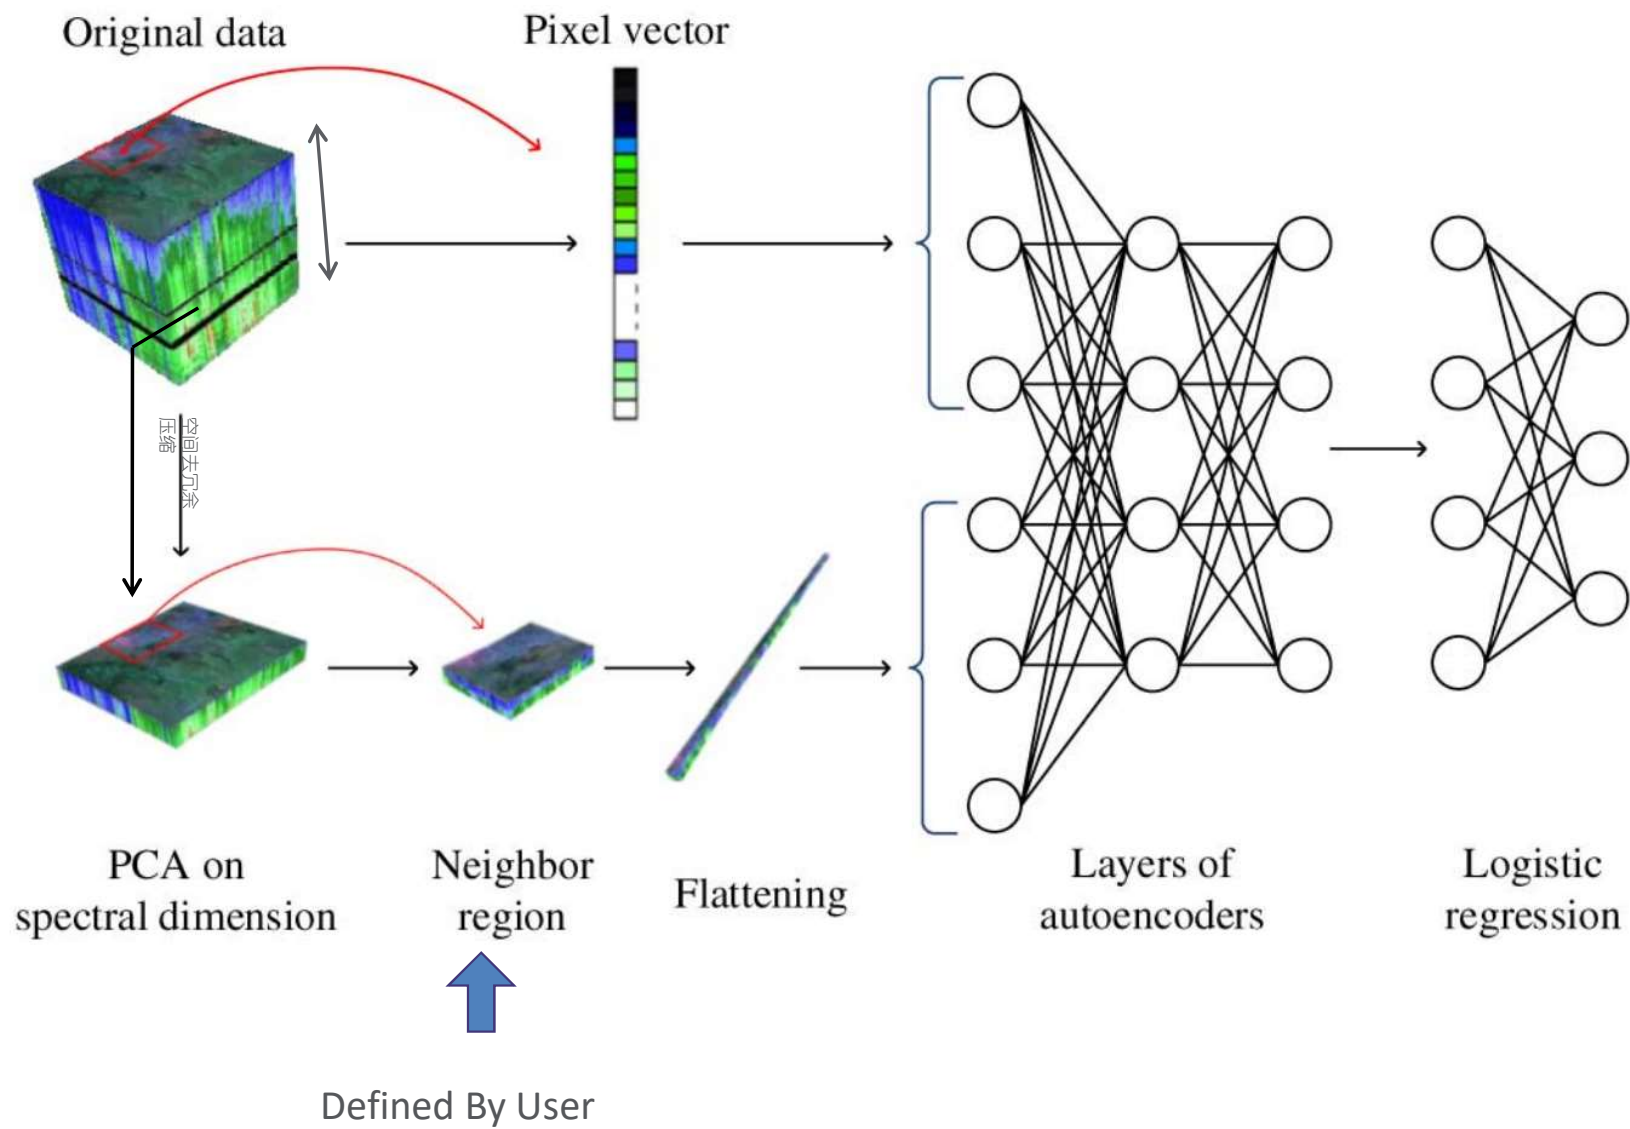 Original data
Pixel vector
空间去冗余
压缩
PCA on
spectral dimension
Neighbor
region
Flattening
Layers of
autoencoders
Logistic
regression
Defined By User